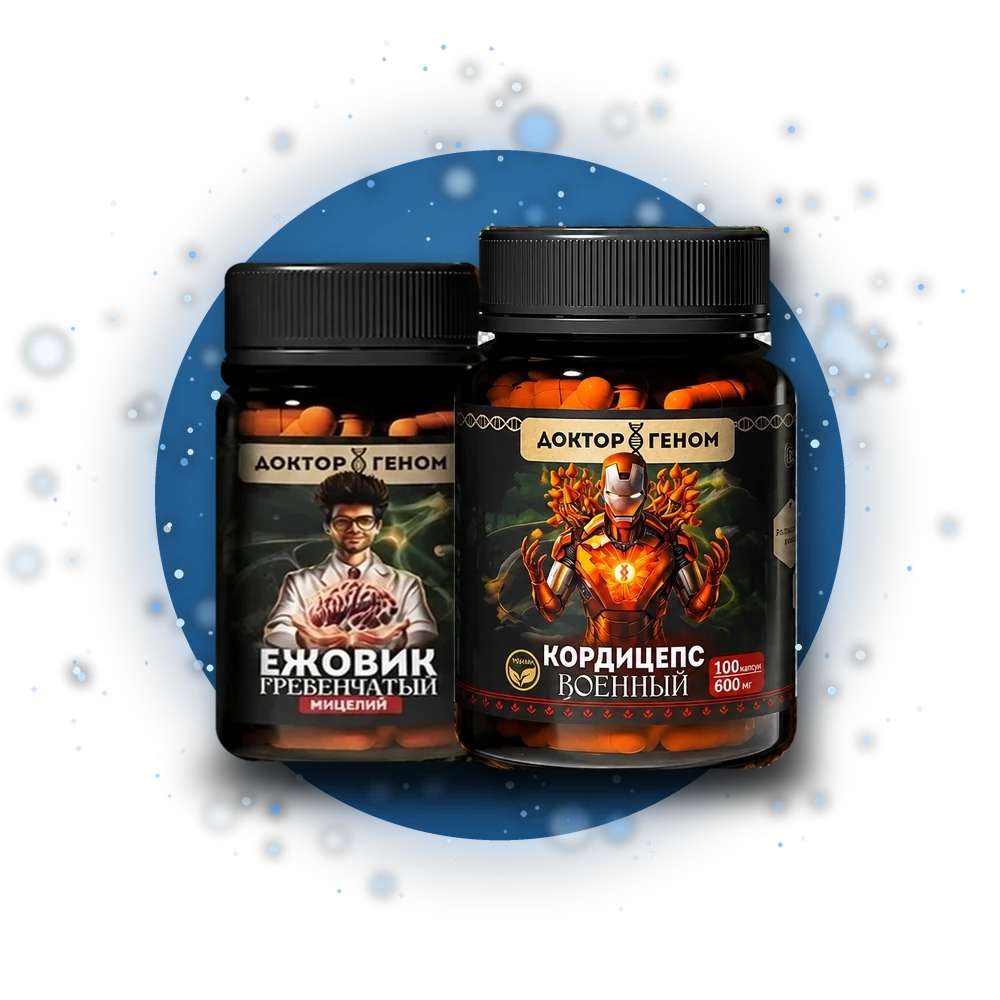 ДОКТОР ГЕНОМ
ЕЖОВИК
ГРЕБЕНЧАТЫЙ
МИЦЕЛИЙ
ДОКТОР ГЕНОМ
КОРДИЦЕПС
ВОЕННЫЙ
100 капсул
600 мг